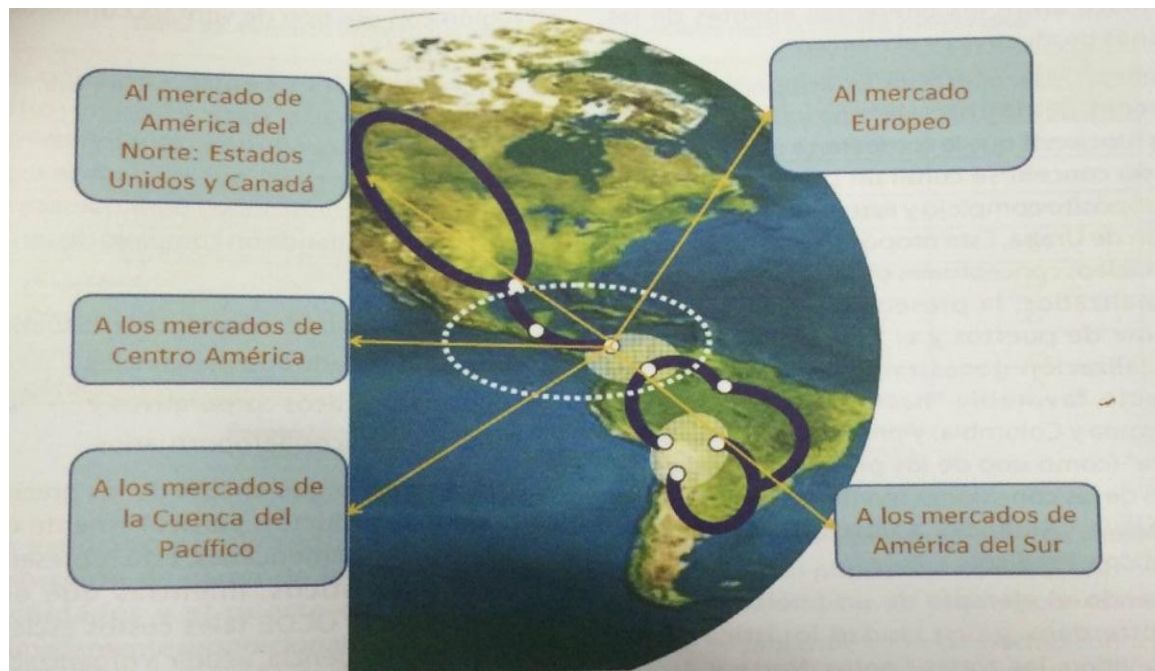 Al mercado de
América del
Norte: Estados
Unidos y Canadá
Al mercado
Europeo
A los mercados de
Centro América
A los mercados de
la Cuenca del
Pacífico
A los mercados de
América del Sur